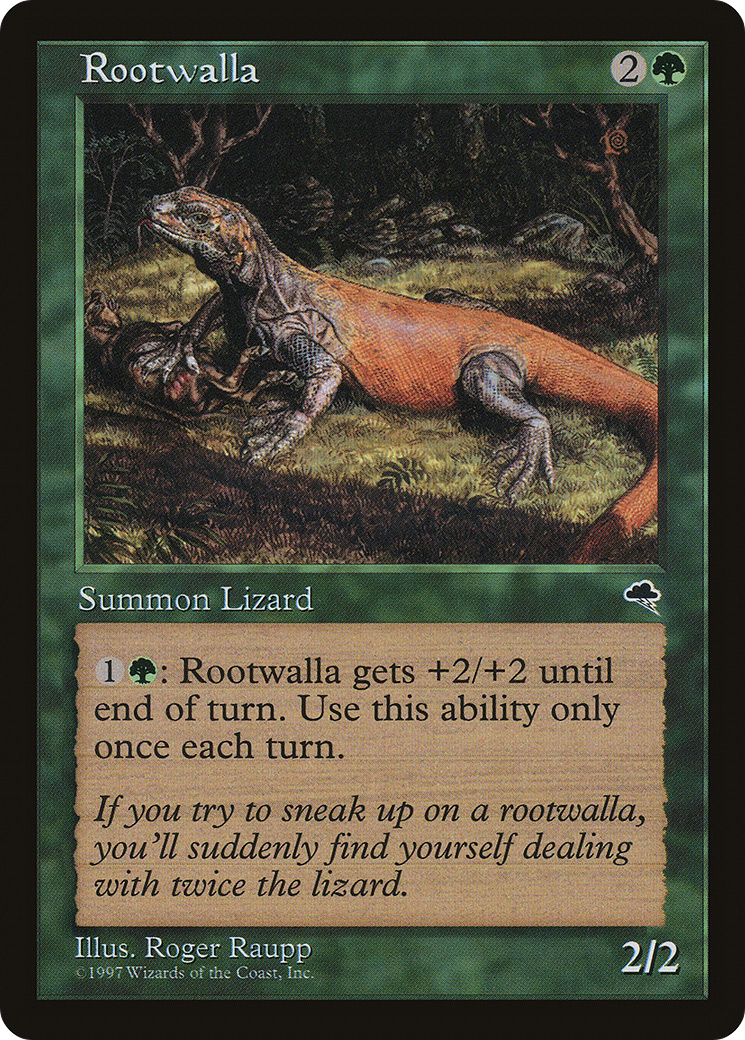 Rootwalla 2
Summon Lizard
1 : Rootwalla gets +2/+2 until
end of turn. Use this ability only
once each turn.
If you try to sneak up on a rootwalla,
you'll suddenly find yourself dealing
with twice the lizard.
Illus. Roger Raupp
©1997 Wizards of the Coast, Inc.
2/2